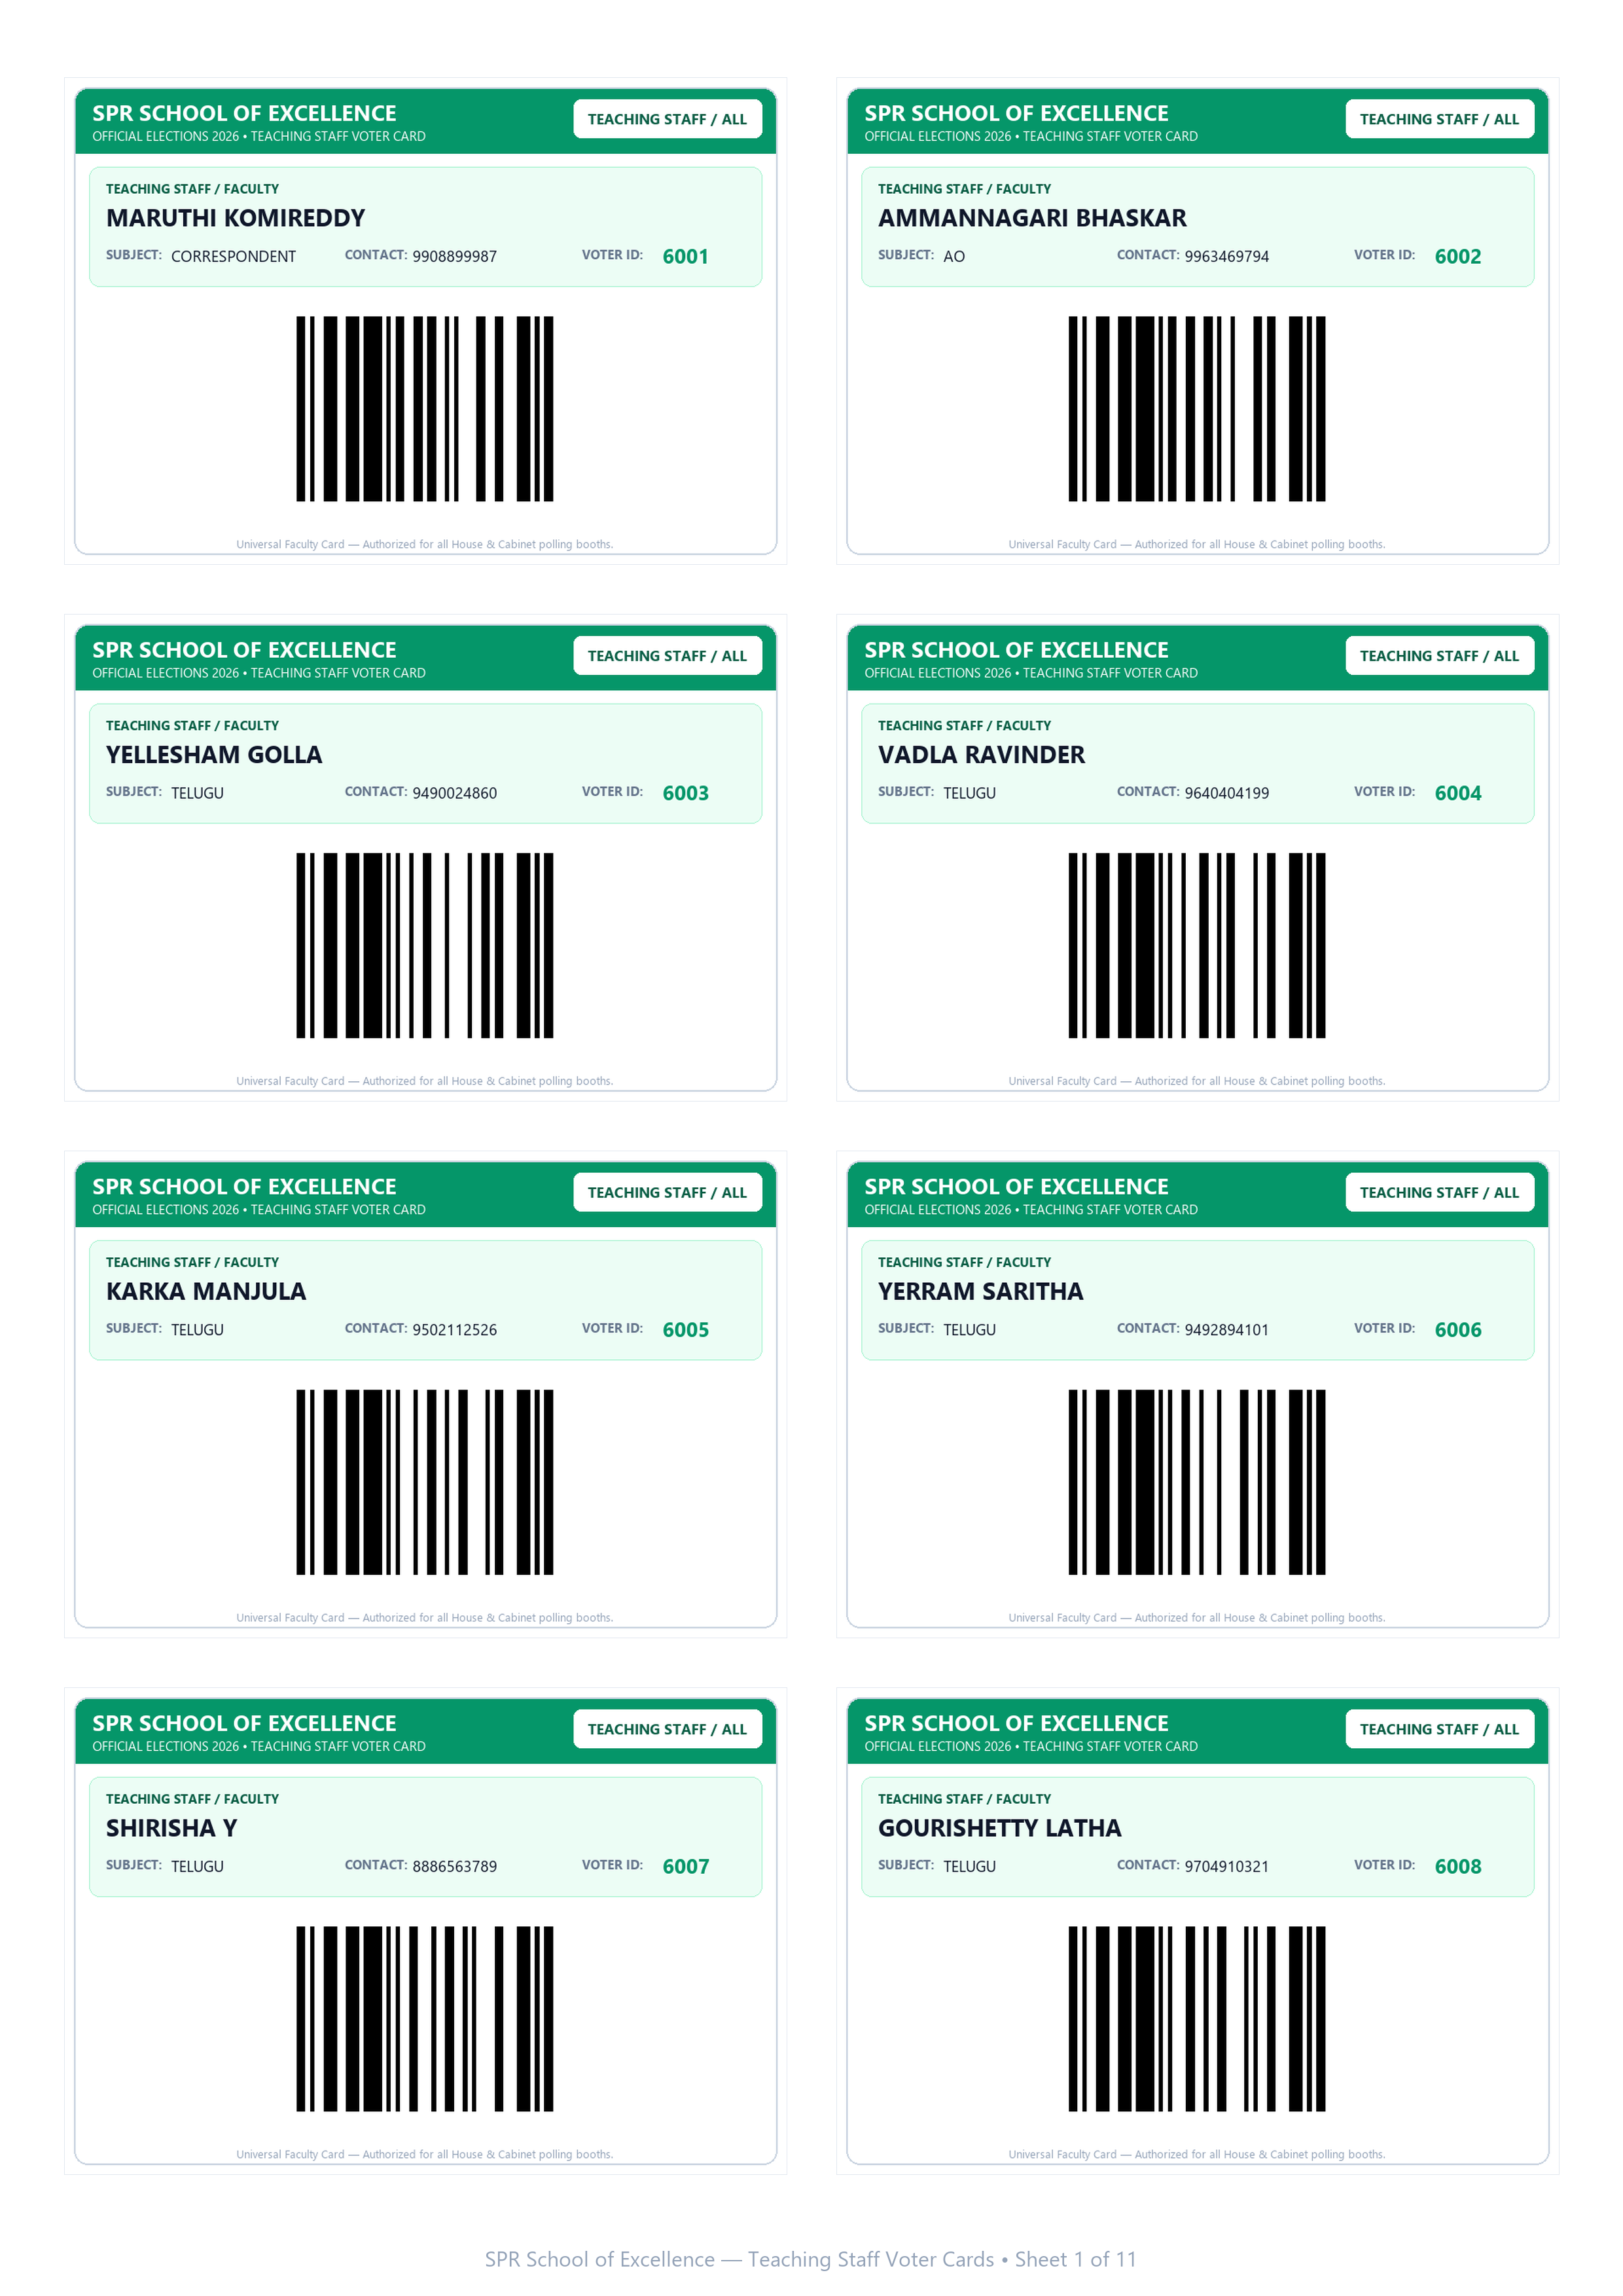 SPR SCHOOL OF EXCELLENCE
OFFICIAL ELECTIONS 2026 • TEACHING STAFF VOTER CARD
TEACHING STAFF / ALL
TEACHING STAFF / FACULTY
MARUTHI KOMIREDDY
SUBJECT: CORRESPONDENT CONTACT: 9908899987 VOTER ID: 6001
Universal Faculty Card — Authorized for all House & Cabinet polling booths.
SPR SCHOOL OF EXCELLENCE
OFFICIAL ELECTIONS 2026 • TEACHING STAFF VOTER CARD
TEACHING STAFF / ALL
TEACHING STAFF / FACULTY
AMMANNAGARI BHASKAR
SUBJECT: AO CONTACT: 9963469794 VOTER ID: 6002
Universal Faculty Card — Authorized for all House & Cabinet polling booths.
SPR SCHOOL OF EXCELLENCE
OFFICIAL ELECTIONS 2026 • TEACHING STAFF VOTER CARD
TEACHING STAFF / ALL
TEACHING STAFF / FACULTY
YELLESHAM GOLLA
SUBJECT: TELUGU CONTACT: 9490024860 VOTER ID: 6003
Universal Faculty Card — Authorized for all House & Cabinet polling booths.
SPR SCHOOL OF EXCELLENCE
OFFICIAL ELECTIONS 2026 • TEACHING STAFF VOTER CARD
TEACHING STAFF / ALL
TEACHING STAFF / FACULTY
VADLA RAVINDER
SUBJECT: TELUGU CONTACT: 9640404199 VOTER ID: 6004
Universal Faculty Card — Authorized for all House & Cabinet polling booths.
SPR SCHOOL OF EXCELLENCE
OFFICIAL ELECTIONS 2026 • TEACHING STAFF VOTER CARD
TEACHING STAFF / ALL
TEACHING STAFF / FACULTY
KARKA MANJULA
SUBJECT: TELUGU CONTACT: 9502112526 VOTER ID: 6005
Universal Faculty Card — Authorized for all House & Cabinet polling booths.
SPR SCHOOL OF EXCELLENCE
OFFICIAL ELECTIONS 2026 • TEACHING STAFF VOTER CARD
TEACHING STAFF / ALL
TEACHING STAFF / FACULTY
YERRAM SARITHA
SUBJECT: TELUGU CONTACT: 9492894101 VOTER ID: 6006
Universal Faculty Card — Authorized for all House & Cabinet polling booths.
SPR SCHOOL OF EXCELLENCE
OFFICIAL ELECTIONS 2026 • TEACHING STAFF VOTER CARD
TEACHING STAFF / ALL
TEACHING STAFF / FACULTY
SHIRISHA Y
SUBJECT: TELUGU CONTACT: 8886563789 VOTER ID: 6007
Universal Faculty Card — Authorized for all House & Cabinet polling booths.
SPR SCHOOL OF EXCELLENCE
OFFICIAL ELECTIONS 2026 • TEACHING STAFF VOTER CARD
TEACHING STAFF / ALL
TEACHING STAFF / FACULTY
GOURISHETTY LATHA
SUBJECT: TELUGU CONTACT: 9704910321 VOTER ID: 6008
Universal Faculty Card — Authorized for all House & Cabinet polling booths.
SPR School of Excellence — Teaching Staff Voter Cards • Sheet 1 of 11